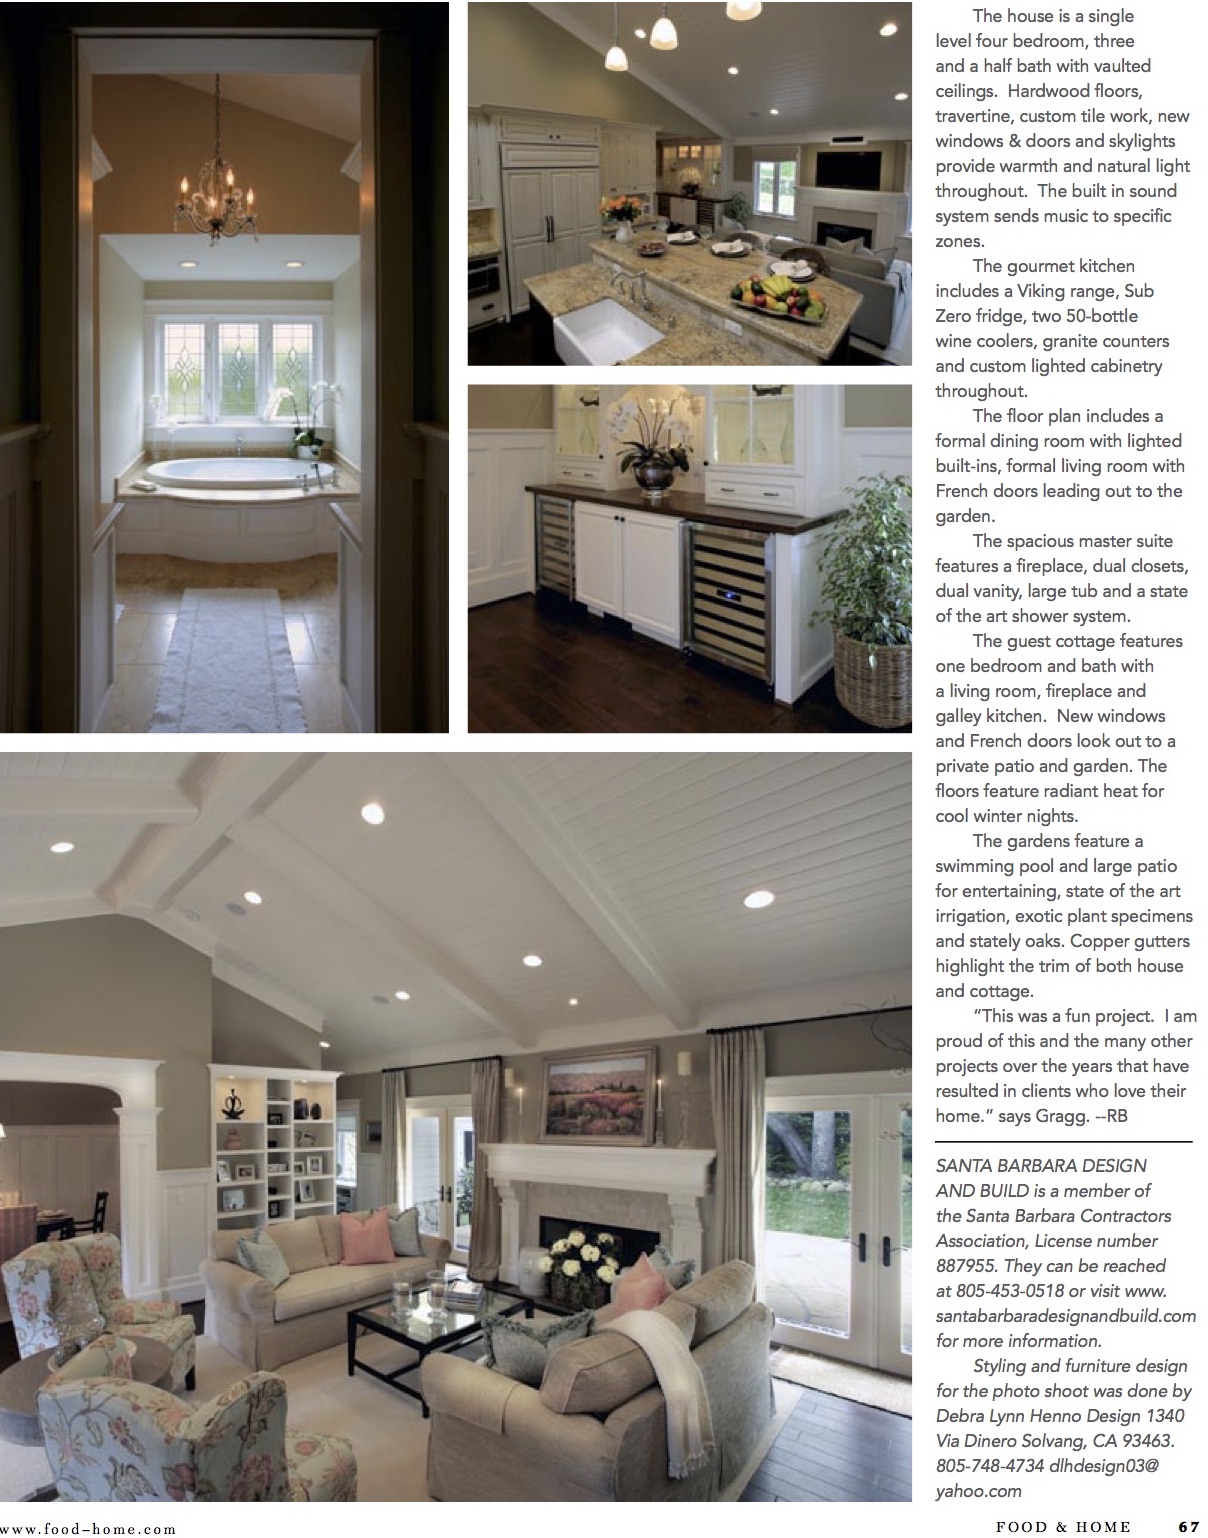 The house is a single
level four bedroom, three
and a half bath with vaulted
ceilings.  Hardwood floors,
travertine, custom tile work, new
windows & doors and skylights
provide warmth and natural light
throughout.  The built in sound
system sends music to specific
zones.
The gourmet kitchen
includes a Viking range, Sub
Zero fridge, two 50-bottle
wine coolers, granite counters
and custom lighted cabinetry
throughout.
The floor plan includes a
formal dining room with lighted
built-ins, formal living room with
French doors leading out to the
garden.
The spacious master suite
features a fireplace, dual closets,
dual vanity, large tub and a state
of the art shower system.
The guest cottage features
one bedroom and bath with
a living room, fireplace and
galley kitchen.  New windows
and French doors look out to a
private patio and garden. The
floors feature radiant heat for
cool winter nights.
The gardens feature a
swimming pool and large patio
for entertaining, state of the art
irrigation, exotic plant specimens
and stately oaks. Copper gutters
highlight the trim of both house
and cottage.
“This was a fun project.  I am
proud of this and the many other
projects over the years that have
resulted in clients who love their
home.” says Gragg. --RB
SANTA BARBARA DESIGN
AND BUILD is a member of
the Santa Barbara Contractors
Association, License number
887955. They can be reached
at 805-453-0518 or visit www.
santabarbaradesignandbuild.com
for more information.
Styling and furniture design
for the photo shoot was done by
Debra Lynn Henno Design 1340
Via Dinero Solvang, CA 93463.
805-748-4734 dlhdesign03@
yahoo.com
www.food-home.com
FOOD & HOME 67